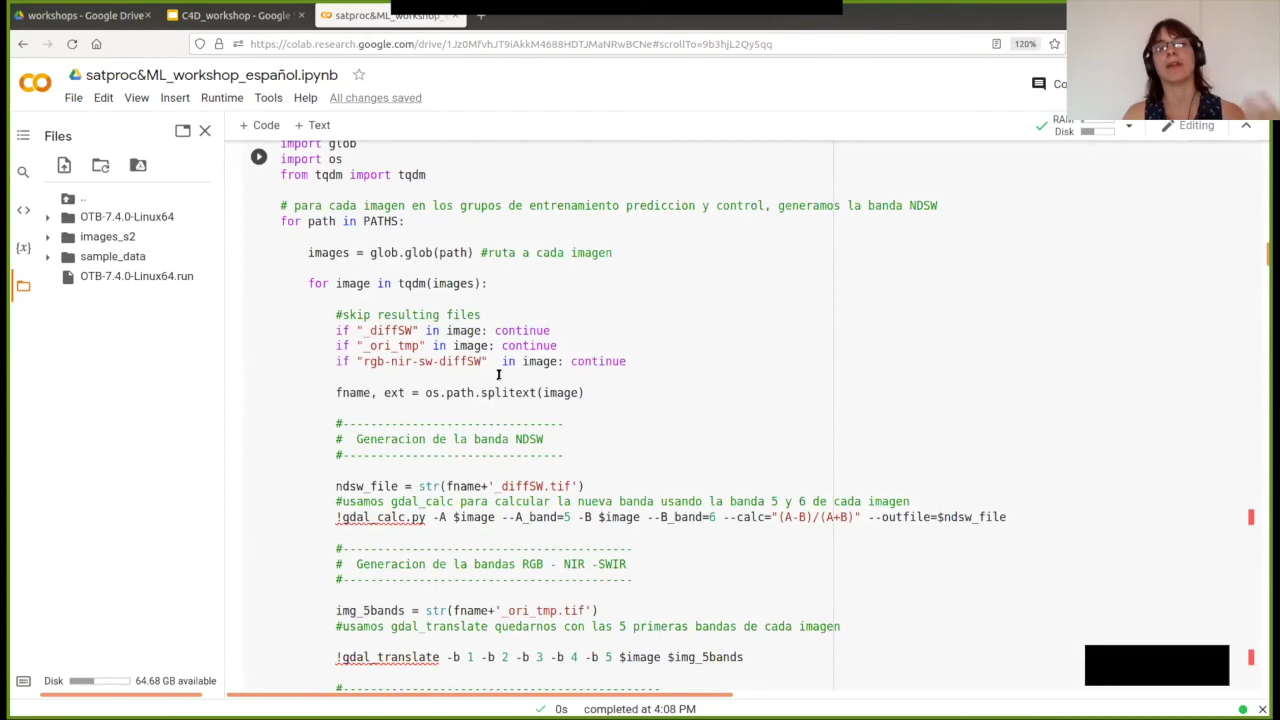 workshops - Google Drive
C4D_workshop - Google
satproc&ML_workshop_e
https://colab.research.google.com/drive/1Jz0MfvhJT9iAkkM4688HDTJMaNRwBCNe#scrollTo=9b3hjL2Qy5qq
120%
CO
satproc&ML_workshop_español.ipynb
File Edit View Insert Runtime Tools Help All changes saved
Co
Files
+ Code + Text
RAM
Disk
Editing
..
OTB-7.4.0-Linux64
images_s2
sample_data
OTB-7.4.0-Linux64.run
{x}
import glob
import os
from tqdm import tqdm
# para cada imagen en los grupos de entrenamiento prediccion y control, generamos la banda NDSW
for path in PATHS:
images = glob.glob(path) #ruta a cada imagen
for image in tqdm(images):
#skip resulting files
if "_diffSW" in image: continue
if "_ori_tmp" in image: continue
if "rgb-nir-sw-diffSW"  in image: continue
fname, ext = os.path.splitext(image)
#------------------------------
#  Generacion de la banda NDSW
#------------------------------
ndsw_file = str(fname+'_diffSW.tif')
#usamos gdal_calc para calcular la nueva banda usando la banda 5 y 6 de cada imagen
!gdal_calc.py -A $image --A_band=5 -B $image --B_band=6 --calc="(A-B)/(A+B)" --outfile=$ndsw_file
#----------------------------------------
#  Generacion de la bandas RGB - NIR -SWIR
#----------------------------------------
img_5bands = str(fname+'_ori_tmp.tif')
#usamos gdal_translate quedarnos con las 5 primeras bandas de cada imagen
!gdal_translate -b 1 -b 2 -b 3 -b 4 -b 5 $image $img_5bands
#--------------------------------------------
Disk
64.68 GB available
0s completed at 4:08 PM